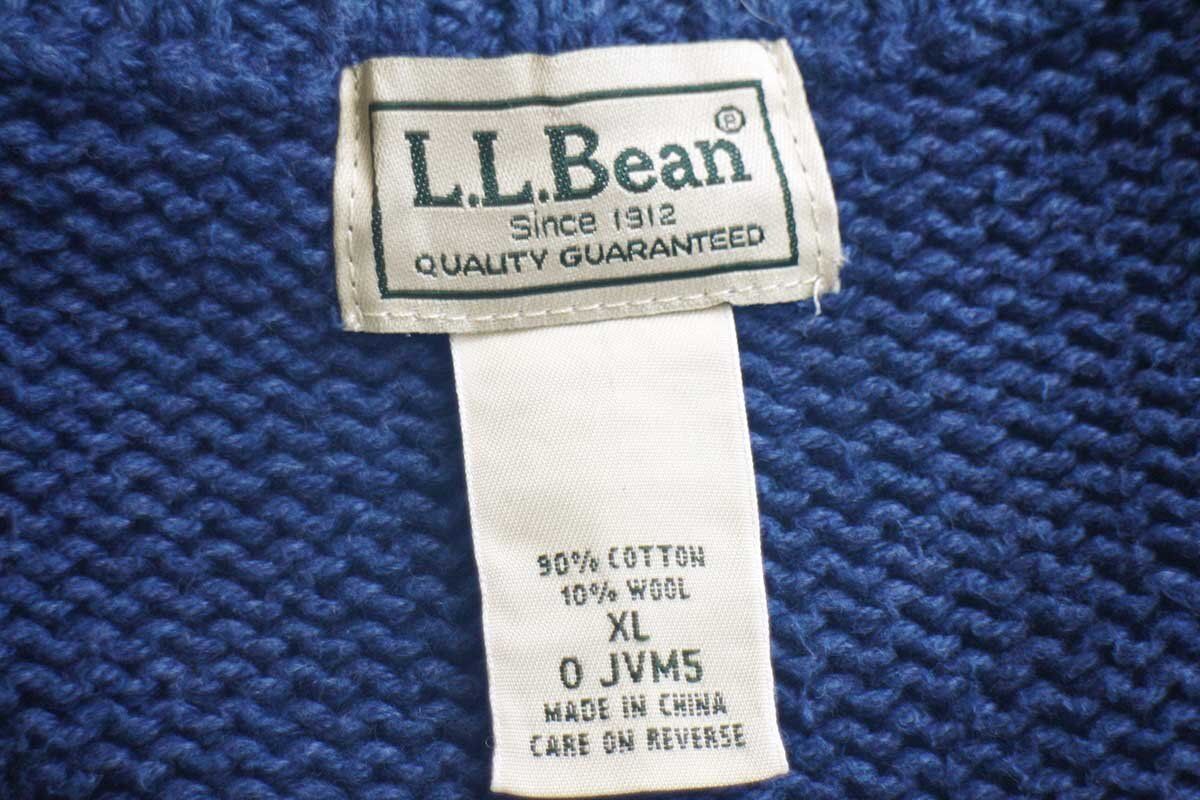 L.L.Bean®
Since 1912
QUALITY GUARANTEED
90% COTTON
10% WOOL
XL
0 JVM5
MADE IN CHINA
CARE ON REVERSE